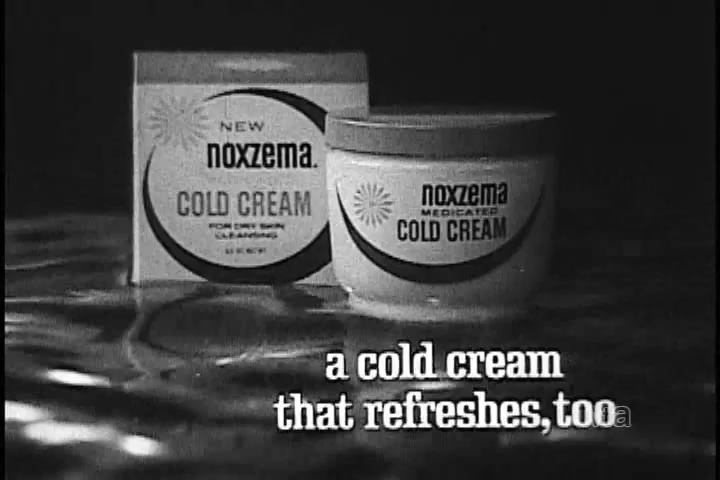 NEW
noxzema.
COLD CREAM
FOR DRY SKIN
CLEANSING
noxzema
MEDICATED
COLD CREAM
a cold cream
that refreshes, too